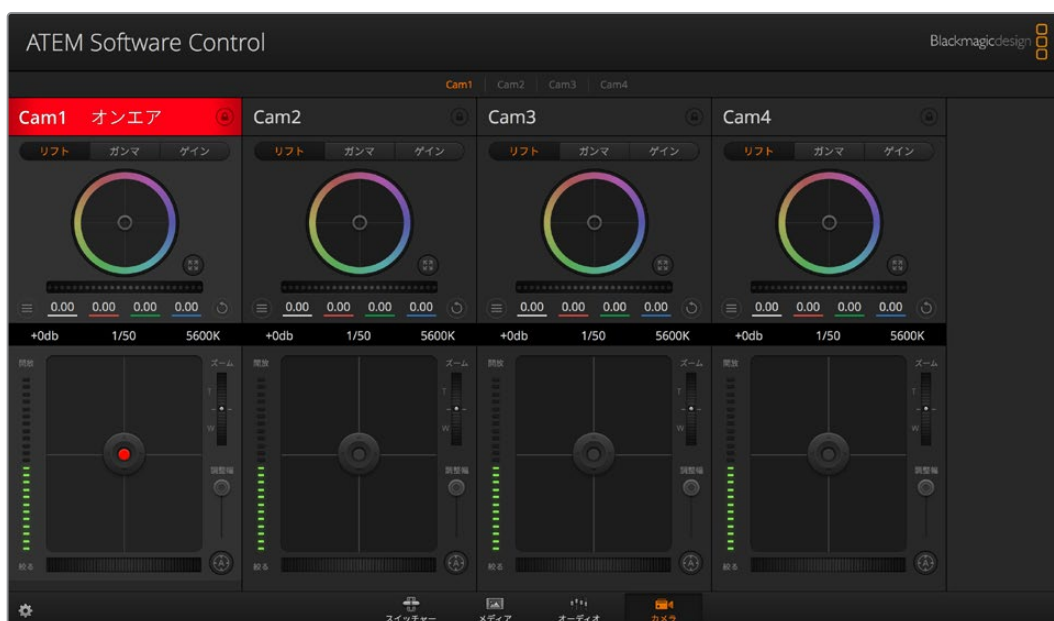 ATEM Software Control
Blackmagicdesign
Cam1 Cam2 Cam3 Cam4
Cam1 オンエア Cam2 Cam3 Cam4
リフト ガンマ ゲイン リフト ガンマ ゲイン リフト ガンマ ゲイン リフト ガンマ ゲイン
0.00 0.00 0.00 0.00 0.00 0.00 0.00 0.00 0.00 0.00 0.00 0.00 0.00 0.00 0.00 0.00
+0db 1/50 5600K +0db 1/50 5600K +0db 1/50 5600K +0db 1/50 5600K
開放 ズーム 開放 ズーム 開放 ズーム 開放 ズーム
T T T T
W W W W
調整幅 調整幅 調整幅 調整幅
絞る A 絞る A 絞る A 絞る A
スイッチャー メディア オーディオ カメラ